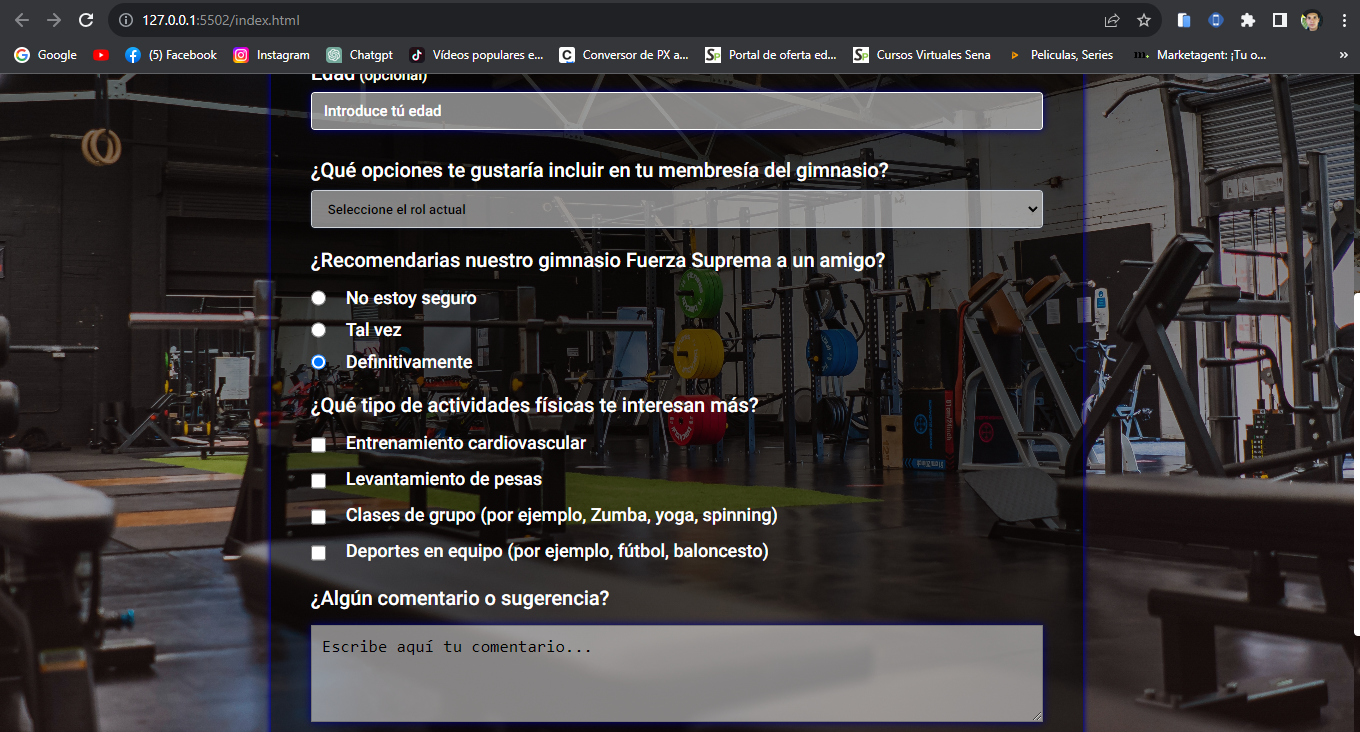 127.0.0.1:5502/index.html
Google
(5) Facebook
Instagram
Chatgpt
Vídeos populares e...
Conversor de PX a...
Portal de oferta ed...
Cursos Virtuales Sena
Peliculas, Series
Marketagent: ¡Tu o...
»
Edad (opcional)
Introduce tú edad
¿Qué opciones te gustaría incluir en tu membresía del gimnasio?
Seleccione el rol actual
¿Recomendarias nuestro gimnasio Fuerza Suprema a un amigo?
No estoy seguro
Tal vez
Definitivamente
¿Qué tipo de actividades físicas te interesan más?
Entrenamiento cardiovascular
Levantamiento de pesas
Clases de grupo (por ejemplo, Zumba, yoga, spinning)
Deportes en equipo (por ejemplo, fútbol, baloncesto)
¿Algún comentario o sugerencia?
Escribe aquí tu comentario...